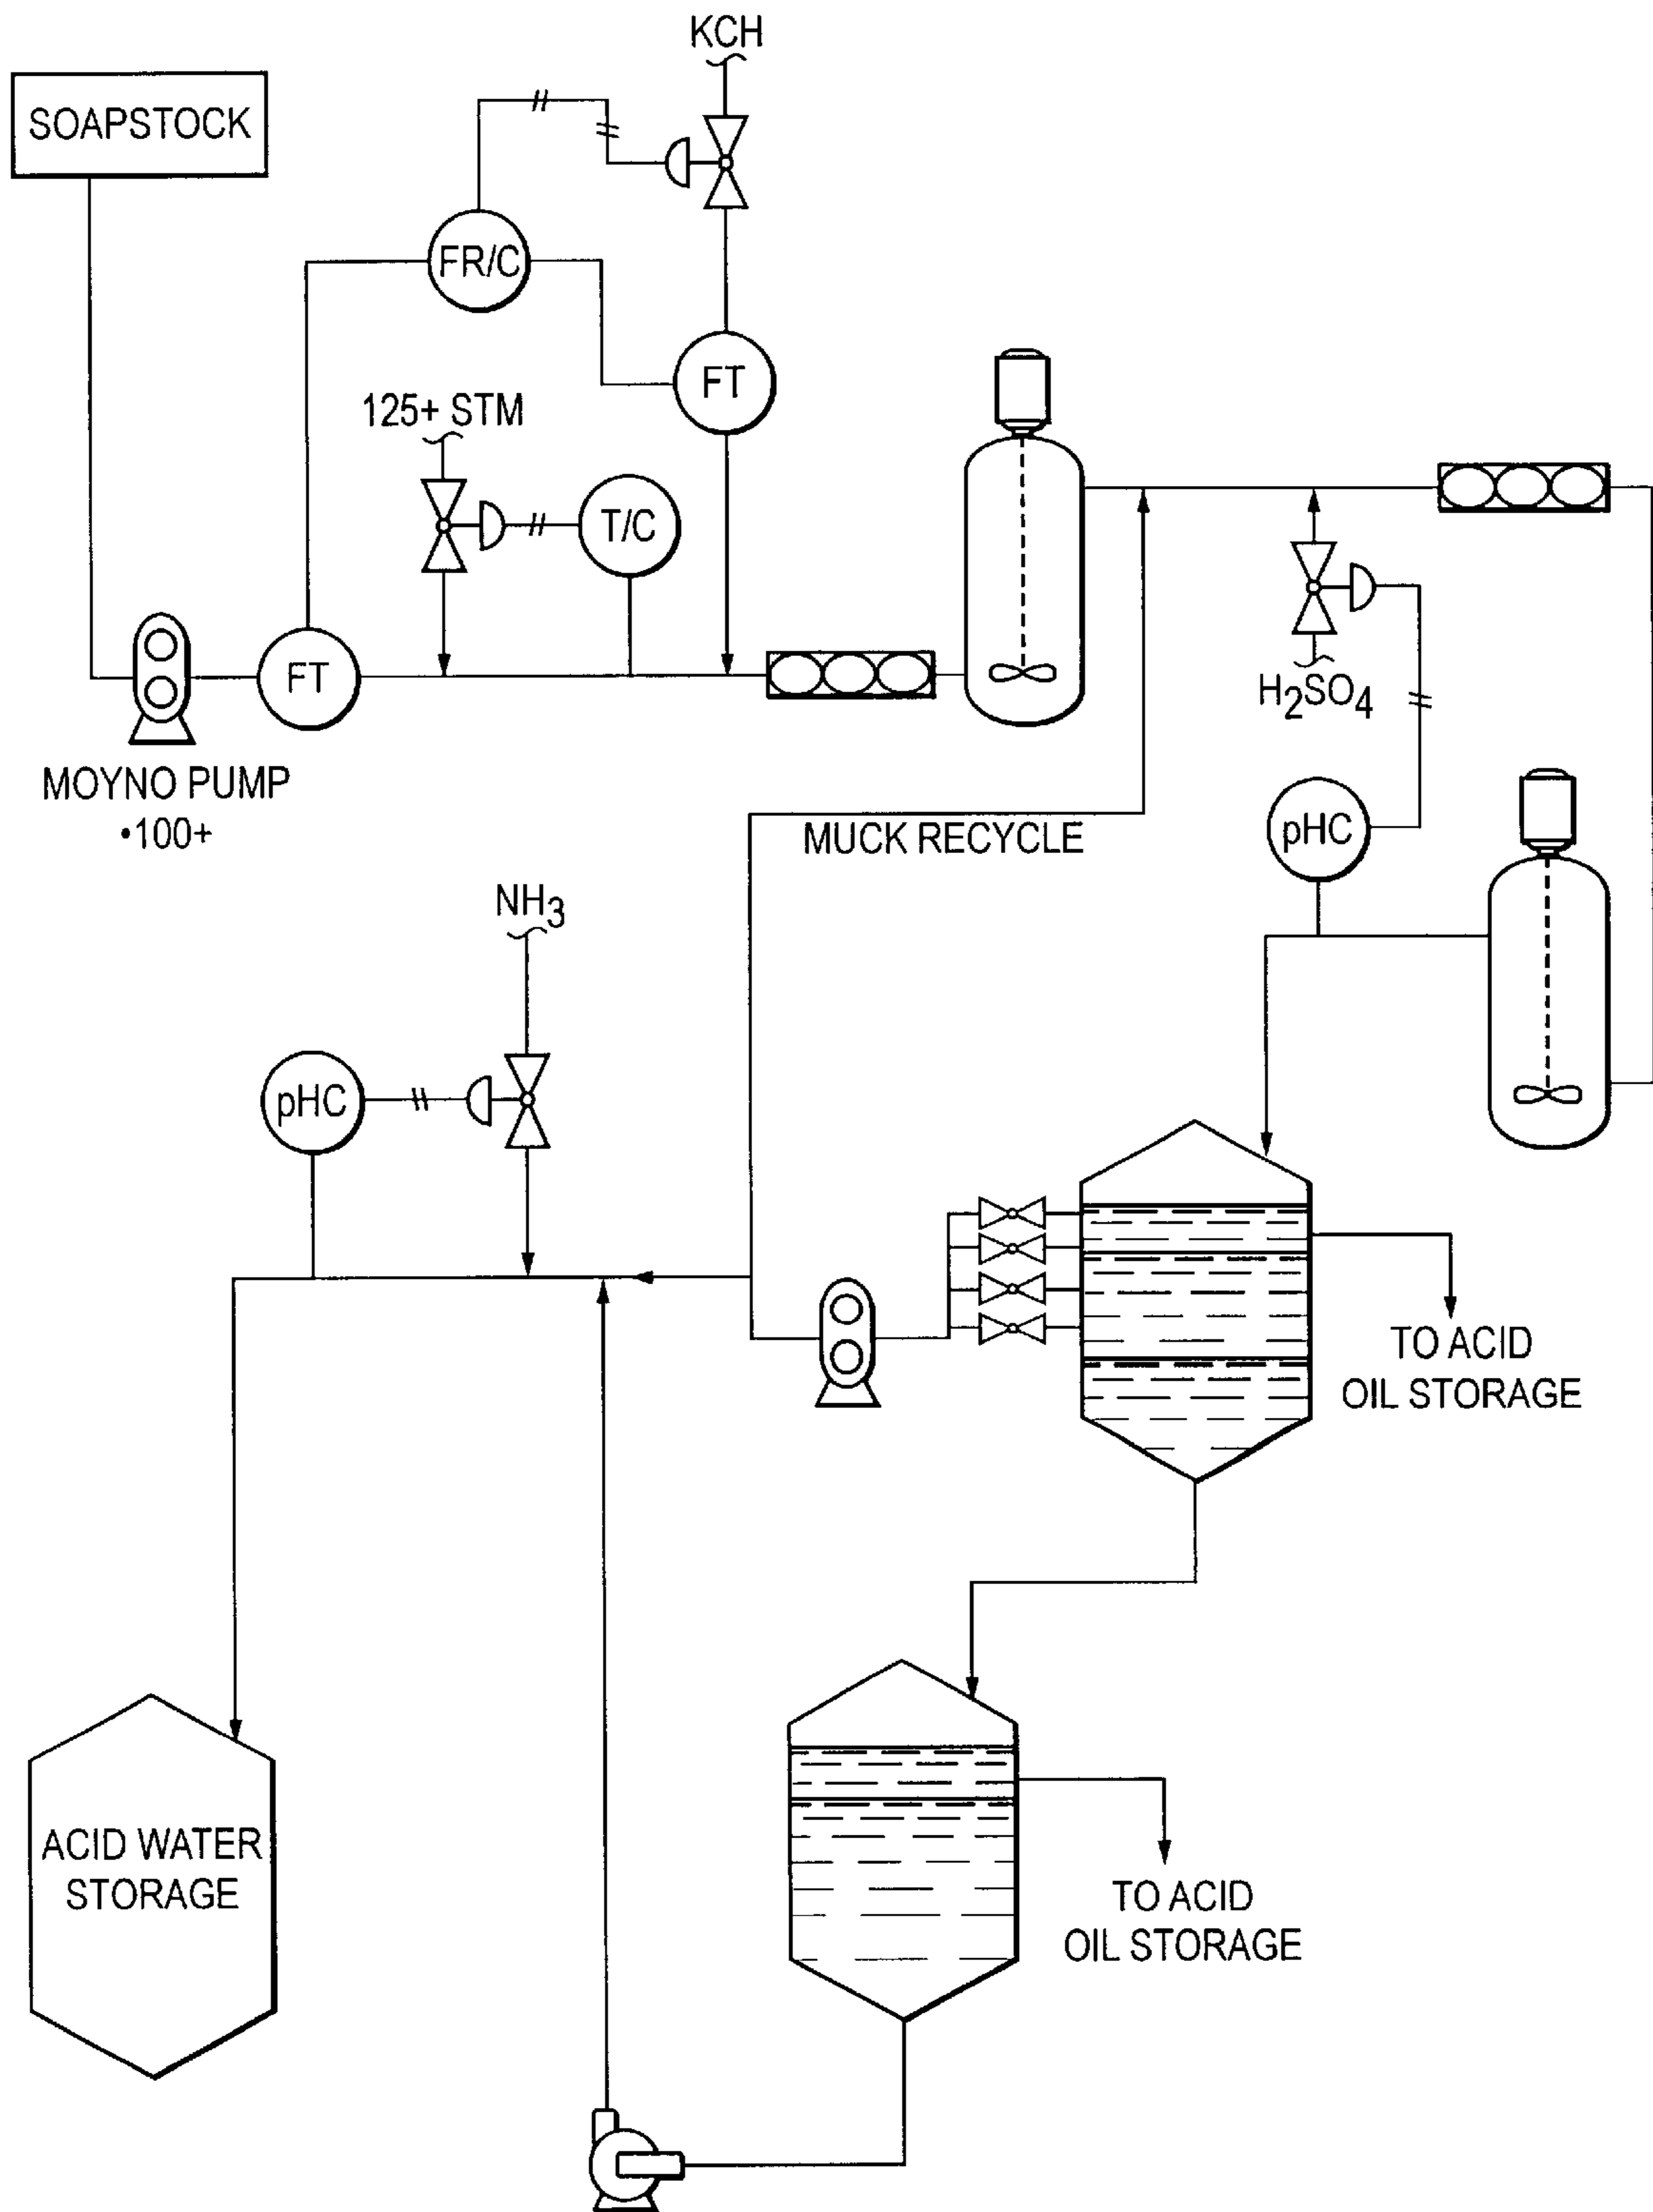 KCH
SOAPSTOCK
FR/C
FT
125+ STM
T/C
FT
H₂SO₄
MOYNO PUMP
•100+
MUCK RECYCLE
pHC
NH₃
pHC
TO ACID
OIL STORAGE
ACID WATER
STORAGE
TO ACID
OIL STORAGE